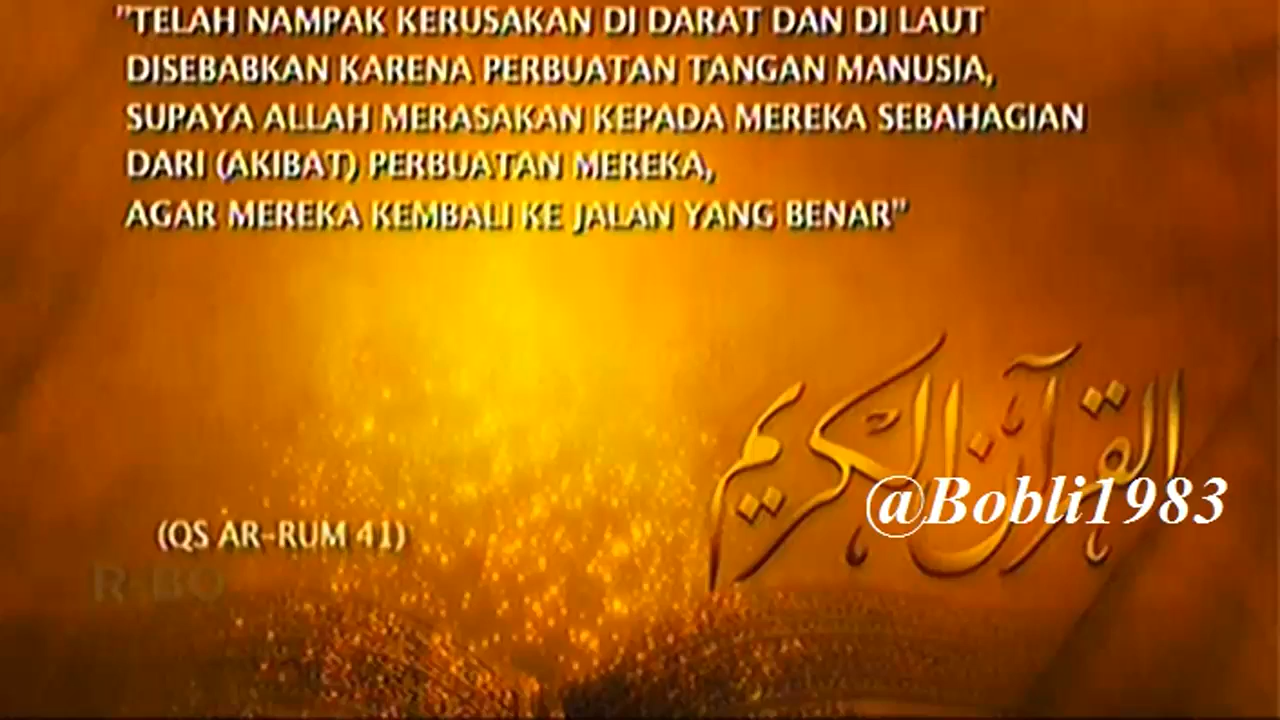 "TELAH NAMPAK KERUSAKAN DI DARAT DAN DI LAUT
DISEBABKAN KARENA PERBUATAN TANGAN MANUSIA,
SUPAYA ALLAH MERASAKAN KEPADA MEREKA SEBAHAGIAN
DARI (AKIBAT) PERBUATAN MEREKA,
AGAR MEREKA KEMBALI KE JALAN YANG BENAR"
القرآن الكريم
@Bobli1983
(QS AR-RUM 41)